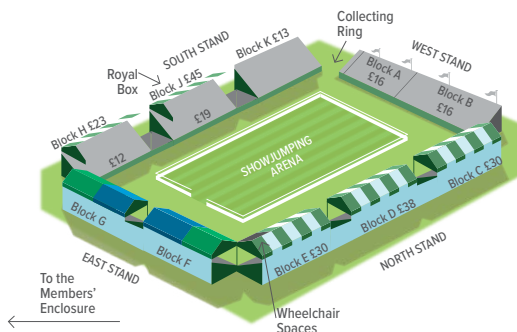 Collecting
Ring
SOUTH STAND
Block K £13
WEST STAND
Royal
Box
Block J £45
Block A
£16
Block B
£16
Block H £23
£19
£12
SHOWJUMPING
ARENA
Block C £30
Block G
Block D £38
Block F
Block E £30
EAST STAND
NORTH STAND
To the
Members'
Enclosure
Wheelchair
Spaces